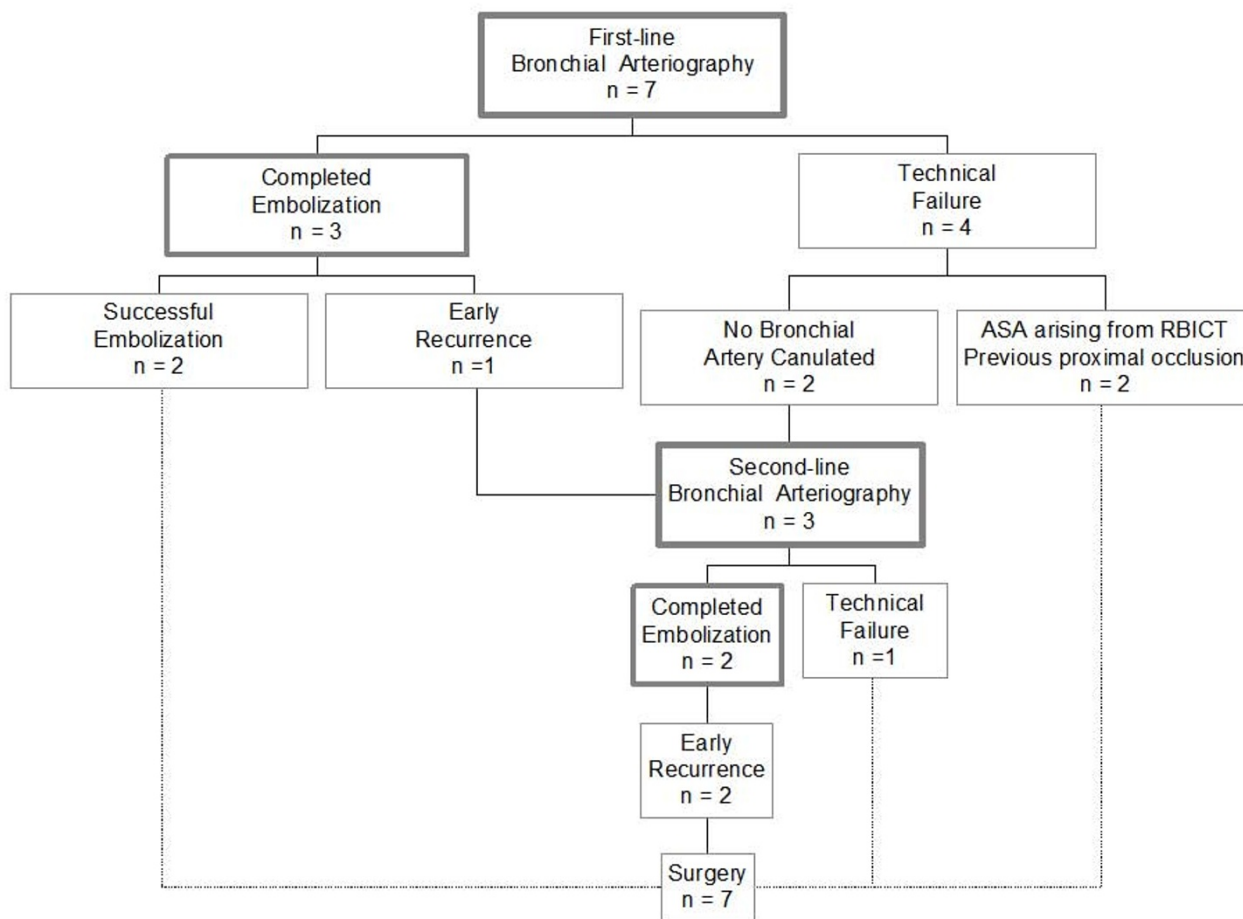 First-line
Bronchial Arteriography
n = 7
Completed
Embolization
n = 3
Technical
Failure
n = 4
Successful
Embolization
n = 2
Early
Recurrence
n =1
No Bronchial
Artery Canulated
n = 2
ASA arising from RBICT
Previous proximal occlusion
n = 2
Second-line
Bronchial Arteriography
n = 3
Completed
Embolization
n = 2
Technical
Failure
n =1
Early
Recurrence
n = 2
Surgery
n = 7